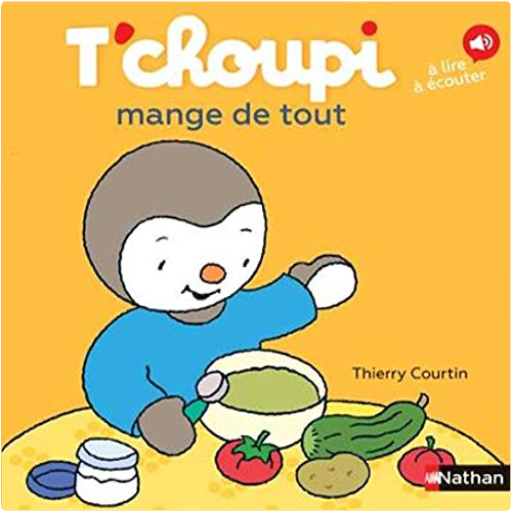 T'choupi
à lire
à écouter
mange de tout
Thierry Courtin
Nathan